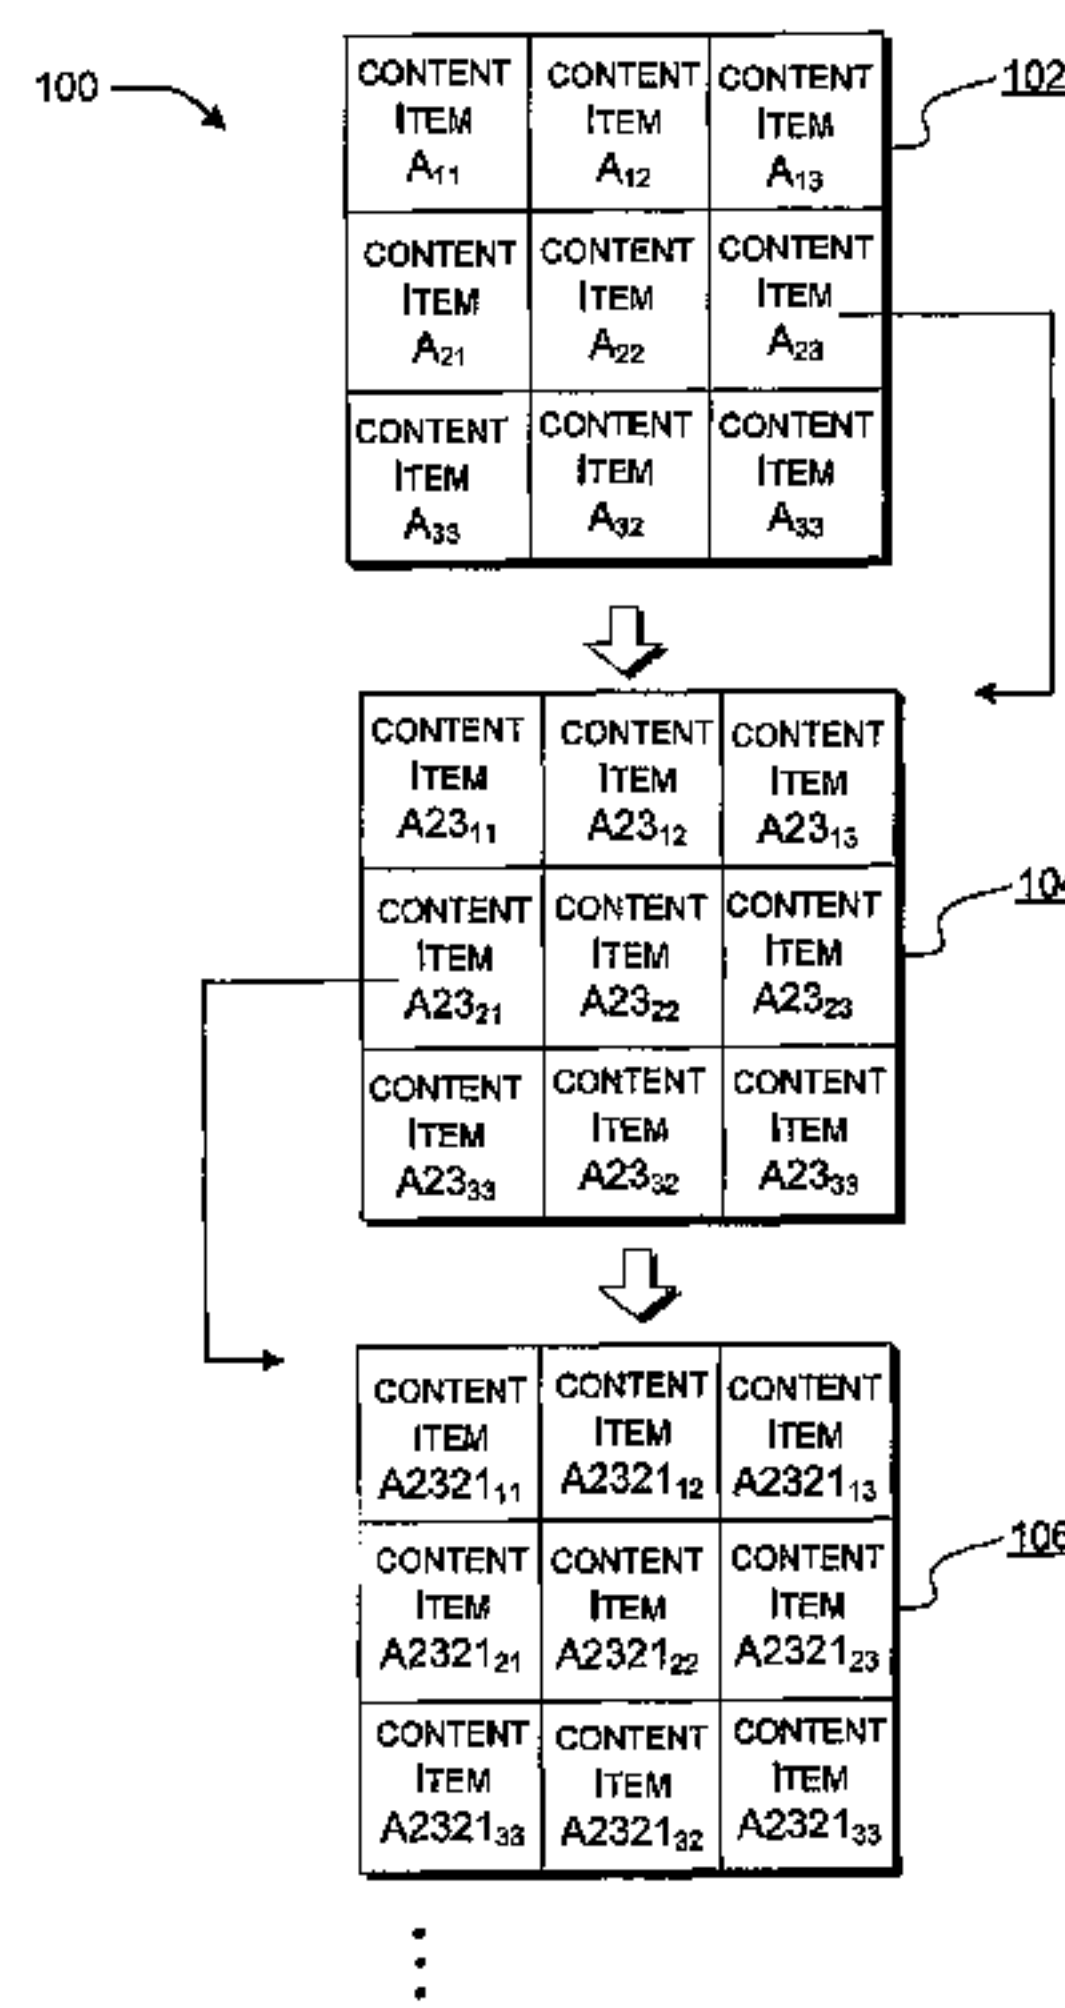 100
102
CONTENT ITEM A₁₁
CONTENT ITEM A₁₂
CONTENT ITEM A₁₃
CONTENT ITEM A₂₁
CONTENT ITEM A₂₂
CONTENT ITEM A₂₃
CONTENT ITEM A₃₃
CONTENT ITEM A₃₂
CONTENT ITEM A₃₃
104
CONTENT ITEM A23₁₁
CONTENT ITEM A23₁₂
CONTENT ITEM A23₁₃
CONTENT ITEM A23₂₁
CONTENT ITEM A23₂₂
CONTENT ITEM A23₂₃
CONTENT ITEM A23₃₃
CONTENT ITEM A23₃₂
CONTENT ITEM A23₃₃
106
CONTENT ITEM A2321₁₁
CONTENT ITEM A2321₁₂
CONTENT ITEM A2321₁₃
CONTENT ITEM A2321₂₁
CONTENT ITEM A2321₂₂
CONTENT ITEM A2321₂₃
CONTENT ITEM A2321₃₃
CONTENT ITEM A2321₃₂
CONTENT ITEM A2321₃₃